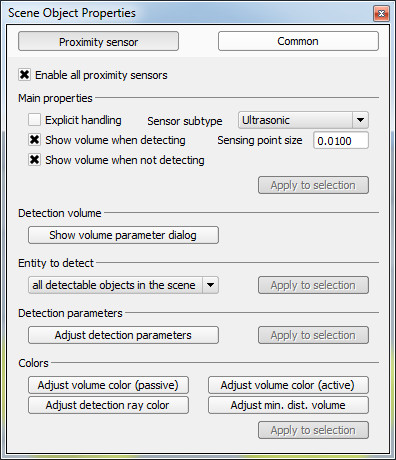 Scene Object Properties
Proximity sensor Common
Enable all proximity sensors
Main properties
Explicit handling Sensor subtype Ultrasonic
Show volume when detecting Sensing point size 0.0100
Show volume when not detecting
Apply to selection
Detection volume
Show volume parameter dialog
Entity to detect
all detectable objects in the scene Apply to selection
Detection parameters
Adjust detection parameters Apply to selection
Colors
Adjust volume color (passive) Adjust volume color (active)
Adjust detection ray color Adjust min. dist. volume
Apply to selection